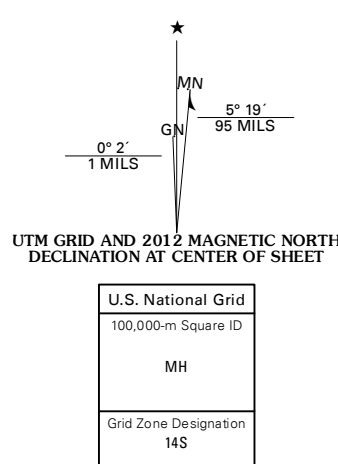 ★
MN
GN
5° 19´
95 MILS
0° 2´
1 MILS
UTM GRID AND 2012 MAGNETIC NORTH
DECLINATION AT CENTER OF SHEET
U.S. National Grid
100,000-m Square ID
MH
Grid Zone Designation
14S